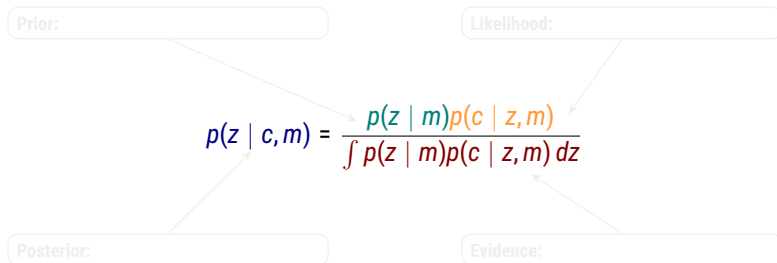 Prior:
Likelihood:
p(z | c, m) = p(z | m)p(c | z, m)
∫ p(z | m)p(c | z, m) dz
Posterior:
Evidence: